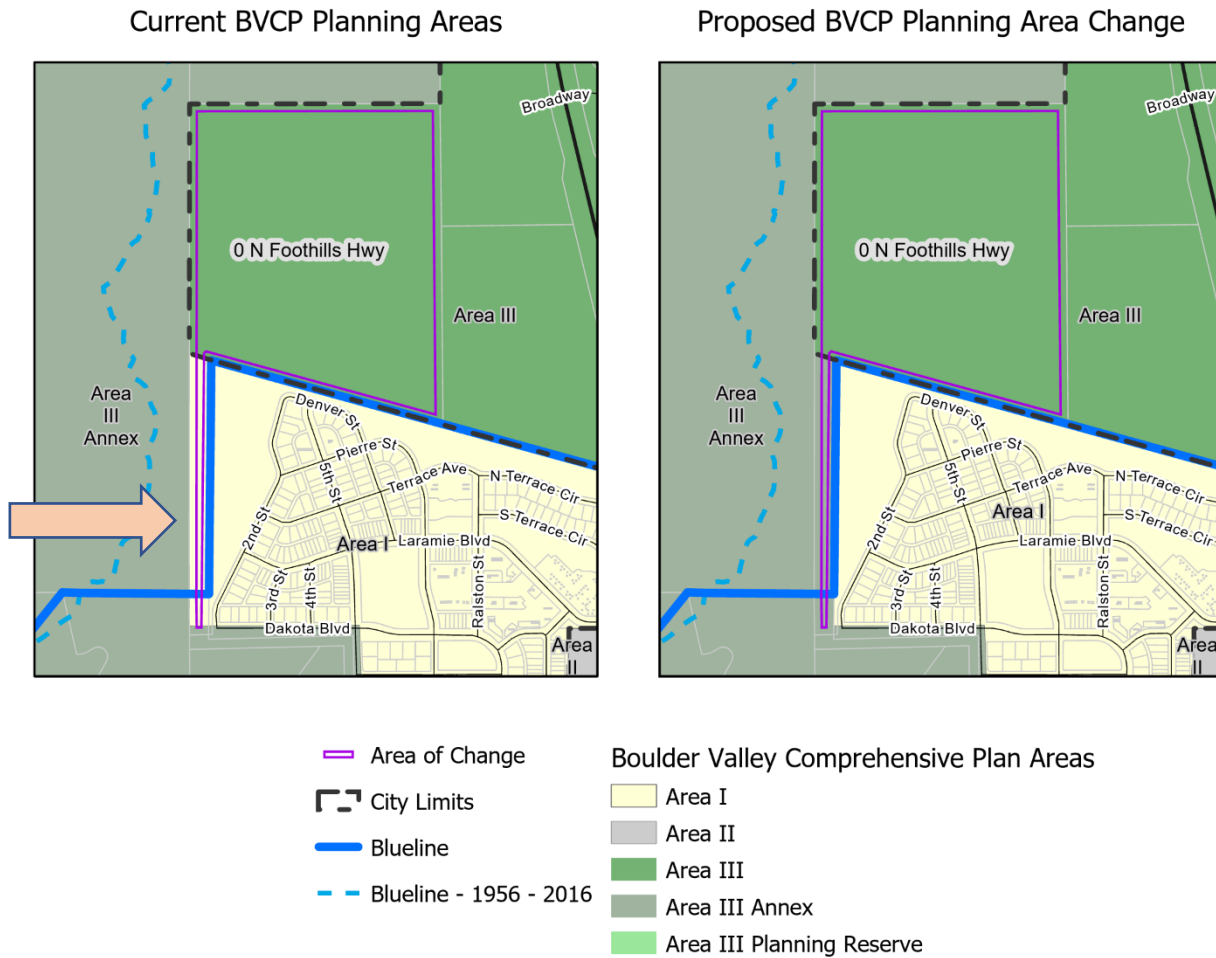 Current BVCP Planning Areas
Proposed BVCP Planning Area Change
Broadway
0 N Foothills Hwy
Area III
Area
III
Annex
Denver St
Pierre St
5th St
Terrace Ave
N Terrace Cir
S Terrace Cir
2nd St
Area I
Laramie Blvd
3rd St
4th St
Ralston St
Dakota Blvd
Area
II
Broadway
0 N Foothills Hwy
Area III
Area
III
Annex
Denver St
Pierre St
5th St
Terrace Ave
N Terrace Cir
S Terrace Cir
2nd St
Area I
Laramie Blvd
3rd St
4th St
Ralston St
Dakota Blvd
Area
II
Area of Change
City Limits
Blueline
Blueline - 1956 - 2016
Boulder Valley Comprehensive Plan Areas
Area I
Area II
Area III
Area III Annex
Area III Planning Reserve